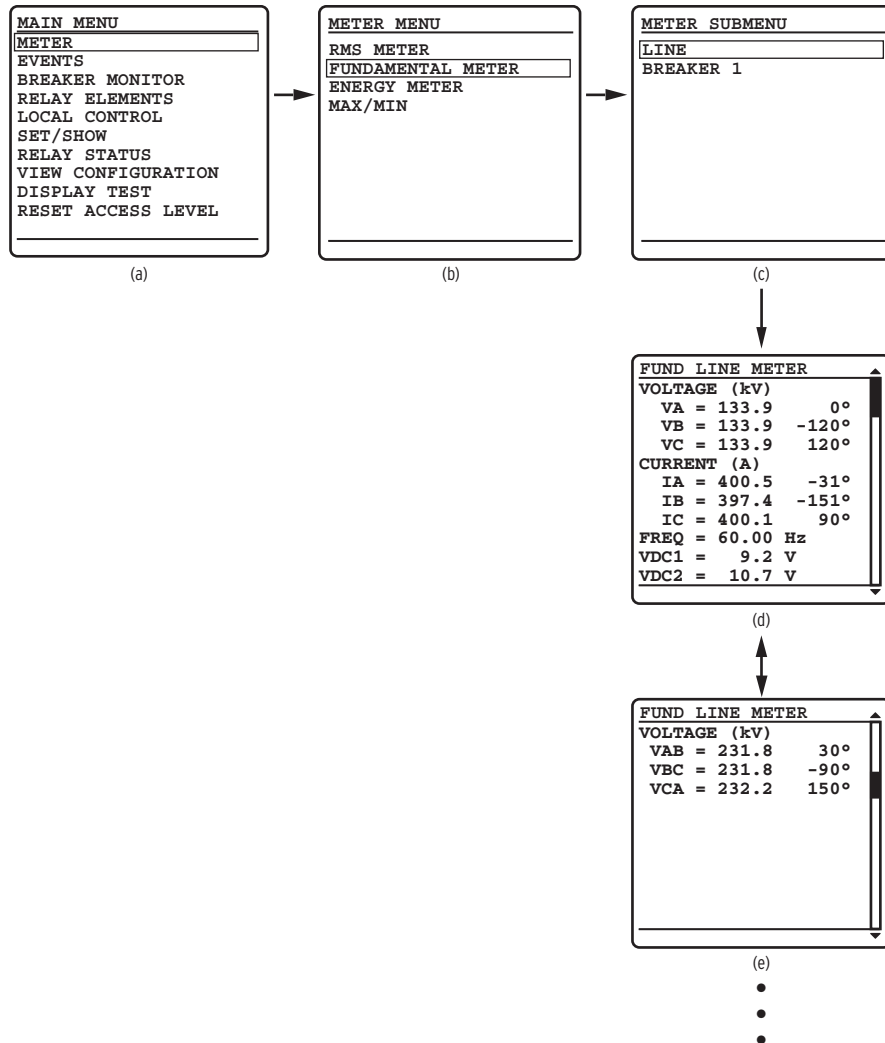 MAIN MENU
METER
EVENTS
BREAKER MONITOR
RELAY ELEMENTS
LOCAL CONTROL
SET/SHOW
RELAY STATUS
VIEW CONFIGURATION
DISPLAY TEST
RESET ACCESS LEVEL
(a)
METER MENU
RMS METER
FUNDAMENTAL METER
ENERGY METER
MAX/MIN
(b)
METER SUBMENU
LINE
BREAKER 1
(c)
FUND LINE METER
VOLTAGE (kV)
VA = 133.9 0°
VB = 133.9 -120°
VC = 133.9 120°
CURRENT (A)
IA = 400.5 -31°
IB = 397.4 -151°
IC = 400.1 90°
FREQ = 60.00 Hz
VDC1 = 9.2 V
VDC2 = 10.7 V
(d)
FUND LINE METER
VOLTAGE (kV)
VAB = 231.8 30°
VBC = 231.8 -90°
VCA = 232.2 150°
(e)